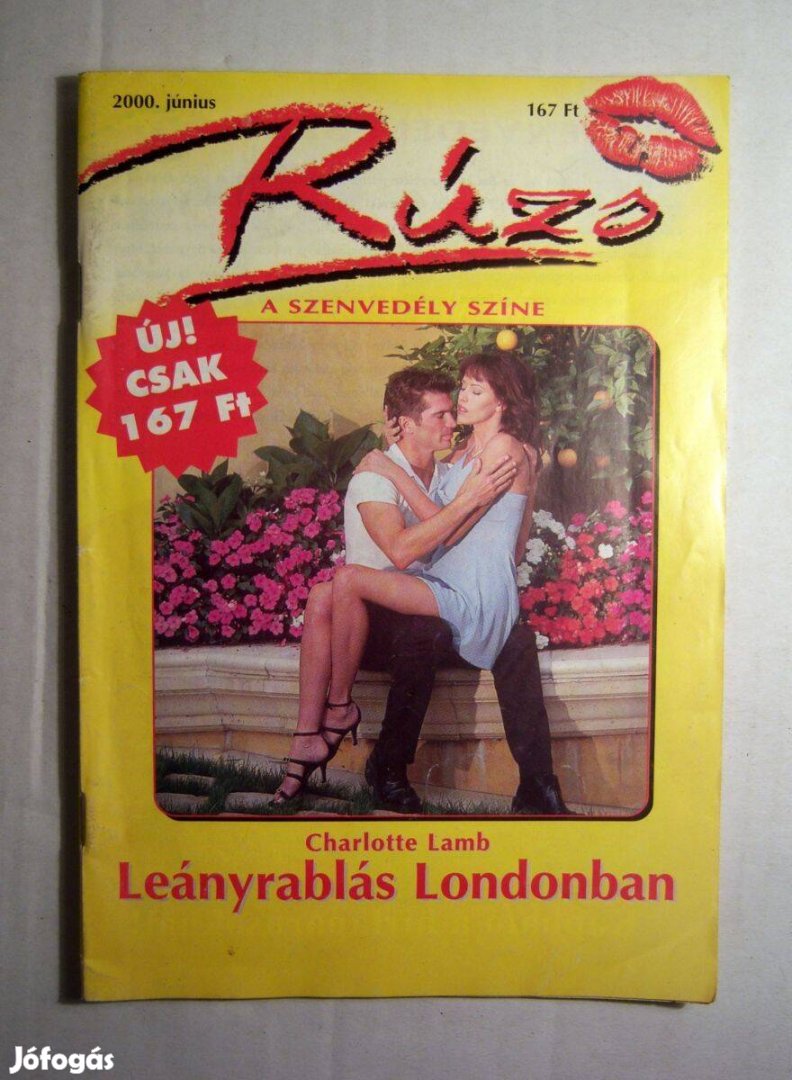 2000. június
167 Ft
Rúzs
A SZENVEDÉLY SZÍNE
ÚJ!
CSAK
167 Ft
Charlotte Lamb
Leányrablás Londonban
Jófogás